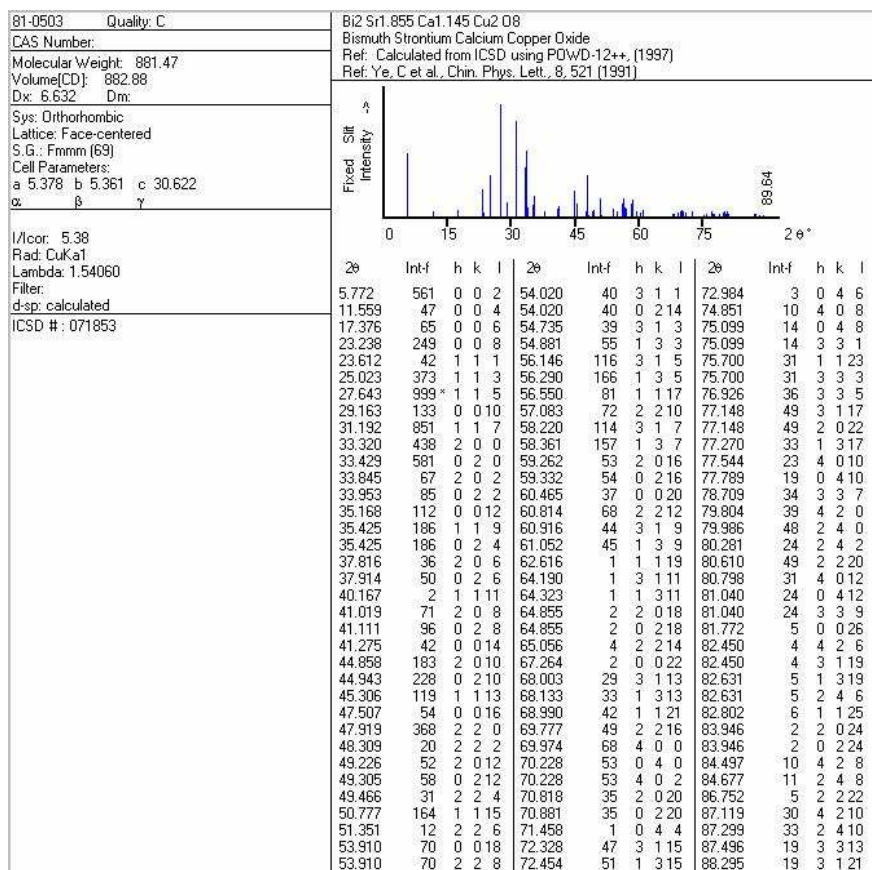 81-0503 Quality: C
CAS Number:
Molecular Weight: 881.47
Volume[CD]: 882.88
Dx: 6.632 Dm:
Sys: Orthorhombic
Lattice: Face-centered
S.G.: Fmmm (69)
Cell Parameters:
a 5.378 b 5.361 c 30.622
α β γ
I/Icor: 5.38
Rad: CuKa1
Lambda: 1.54060
Filter:
d-sp: calculated
ICSD # : 071853
Bi2 Sr1.855 Ca1.145 Cu2 O8
Bismuth Strontium Calcium Copper Oxide
Ref: Calculated from ICSD using POWD-12++, (1997)
Ref: Ye, C et al., Chin. Phys. Lett., 8, 521 (1991)
Fixed Slit
Intensity
89.64
0 15 30 45 60 75 2θ°
2θ Int-f h k l 2θ Int-f h k l 2θ Int-f h k l
5.772 561 0 0 2 54.020 40 3 1 1 72.984 3 0 4 6
11.559 47 0 0 4 54.020 40 0 2 14 74.851 10 4 0 8
17.376 65 0 0 6 54.735 39 3 1 3 75.099 14 0 4 8
23.238 249 0 0 8 54.881 55 1 3 3 75.099 14 3 3 1
23.612 42 1 1 1 56.146 116 3 1 5 75.700 31 1 1 23
25.023 373 1 1 3 56.290 166 1 3 5 75.700 31 3 3 3
27.643 999 * 1 1 5 56.550 81 1 1 17 76.926 36 3 3 5
29.163 133 0 0 10 57.083 72 2 2 10 77.148 49 3 1 17
31.192 851 1 1 7 58.220 114 3 1 7 77.148 49 2 0 22
33.320 438 2 0 0 58.361 157 1 3 7 77.270 33 1 3 17
33.429 581 0 2 0 59.262 53 2 0 16 77.544 23 4 0 10
33.845 67 2 0 2 59.332 54 0 2 16 77.789 19 0 4 10
33.953 85 0 2 2 60.465 37 0 0 20 78.709 34 3 3 7
35.168 112 0 0 12 60.814 68 2 2 12 79.804 39 4 2 0
35.425 186 1 1 9 60.916 44 3 1 9 79.986 48 2 4 0
35.425 186 0 2 4 61.052 45 1 3 9 80.281 24 2 4 2
37.816 36 2 0 6 62.616 1 1 1 19 80.610 49 2 2 20
37.914 50 0 2 6 64.190 1 3 1 11 80.798 31 4 0 12
40.167 2 1 1 11 64.323 1 1 3 11 81.040 24 0 4 12
41.019 71 2 0 8 64.855 2 2 0 18 81.040 24 3 3 9
41.111 96 0 2 8 64.855 2 0 2 18 81.772 5 0 0 26
41.275 42 0 0 14 65.056 4 2 2 14 82.450 4 4 2 6
44.858 183 2 0 10 67.264 2 0 0 22 82.450 4 3 1 19
44.943 228 0 2 10 68.003 29 3 1 13 82.631 5 1 3 19
45.306 119 1 1 13 68.133 33 1 3 13 82.631 5 2 4 6
47.507 54 0 0 16 68.990 42 1 1 21 82.802 6 1 1 25
47.919 368 2 2 0 69.777 49 2 2 16 83.946 2 2 0 24
48.309 20 2 2 2 69.974 68 4 0 0 83.946 2 0 2 24
49.226 52 2 0 12 70.228 53 0 4 0 84.497 10 4 2 8
49.305 58 0 2 12 70.228 53 4 0 2 84.677 11 2 4 8
49.466 31 2 2 4 70.818 35 2 0 20 86.752 5 2 2 22
50.777 164 1 1 15 70.881 35 0 2 20 87.119 30 4 2 10
51.351 12 2 2 6 71.458 1 0 4 4 87.299 33 2 4 10
53.910 70 0 0 18 72.328 47 3 1 15 87.496 19 3 3 13
53.910 70 2 2 8 72.454 51 1 3 15 88.295 19 3 1 21